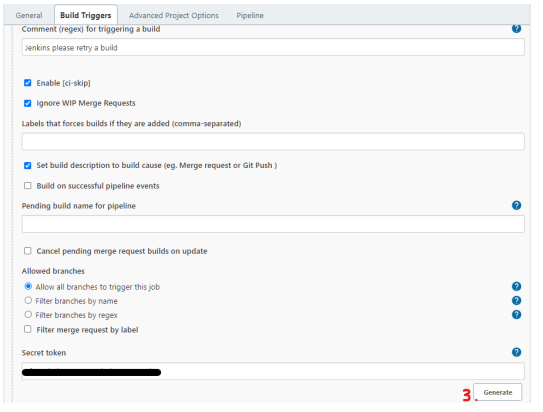 General Build Triggers Advanced Project Options Pipeline
Comment (regex) for triggering a build ?
Jenkins please retry a build
Enable [ci-skip]
Ignore WIP Merge Requests
Labels that forces builds if they are added (comma-separated)
Set build description to build cause (eg. Merge request or Git Push )
Build on successful pipeline events
Pending build name for pipeline ?
Cancel pending merge request builds on update
Allowed branches
Allow all branches to trigger this job ?
Filter branches by name ?
Filter branches by regex ?
Filter merge request by label
Secret token ?
3. Generate